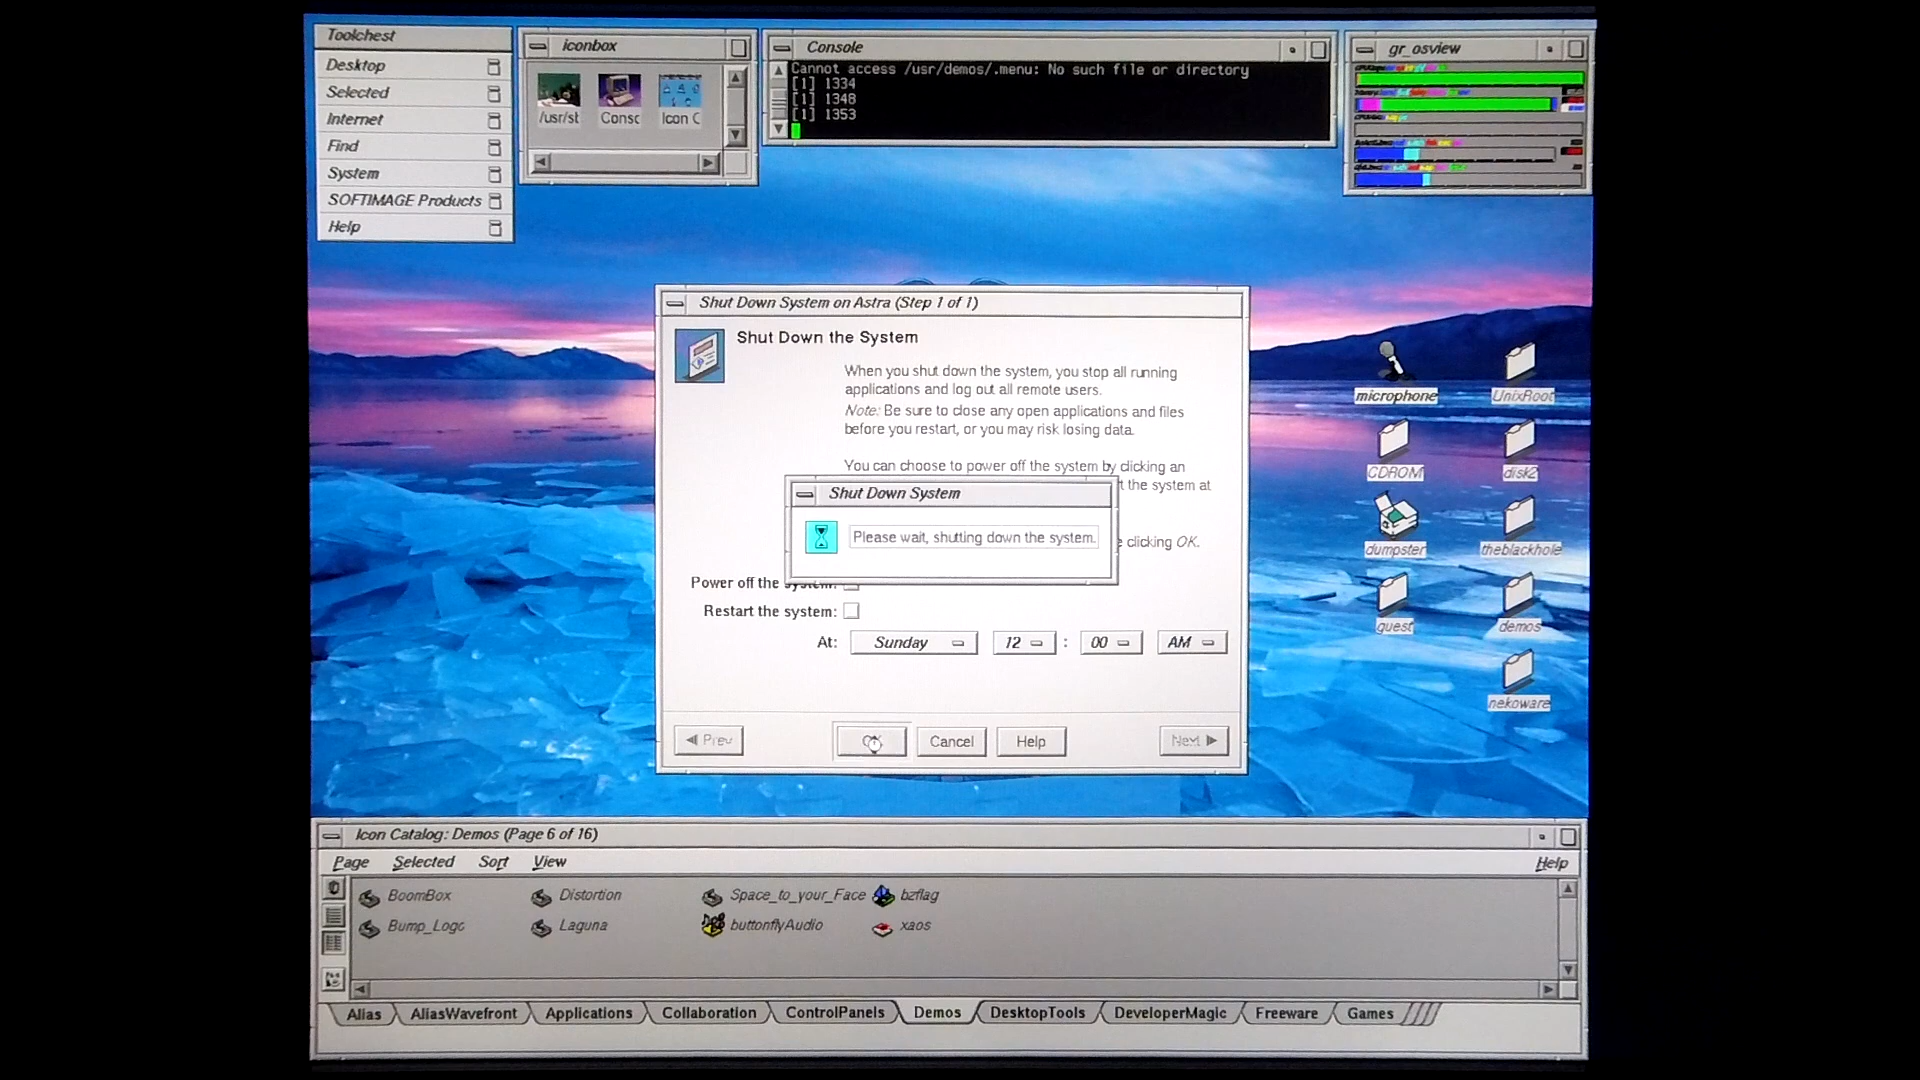 Toolchest
Desktop
Selected
Internet
Find
System
SOFTIMAGE Products
Help
iconbox
/usr/st
Consc
Icon C
Console
Cannot access /usr/demos/.menu: No such file or directory
[1] 1334
[1] 1348
[1] 1353
gr_osview
Shut Down System on Astra (Step 1 of 1)
Shut Down the System
When you shut down the system, you stop all running
applications and log out all remote users.
Note: Be sure to close any open applications and files
before you restart, or you may risk losing data.
You can choose to power off the system by clicking an
t the system at
clicking OK.
Shut Down System
Please wait, shutting down the system.
Power off the system:
Restart the system:
At: Sunday 12 : 00 AM
Prev
OK
Cancel
Help
Next
microphone
UnixRoot
CDROM
disk2
dumpster
theblackhole
guest
demos
nekoware
Icon Catalog: Demos (Page 6 of 16)
Page Selected Sort View Help
BoomBox Distortion Space_to_your_Face bzflag
Bump_Logo Laguna buttonflyAudio xaos
Alias AliasWavefront Applications Collaboration ControlPanels Demos DesktopTools DeveloperMagic Freeware Games